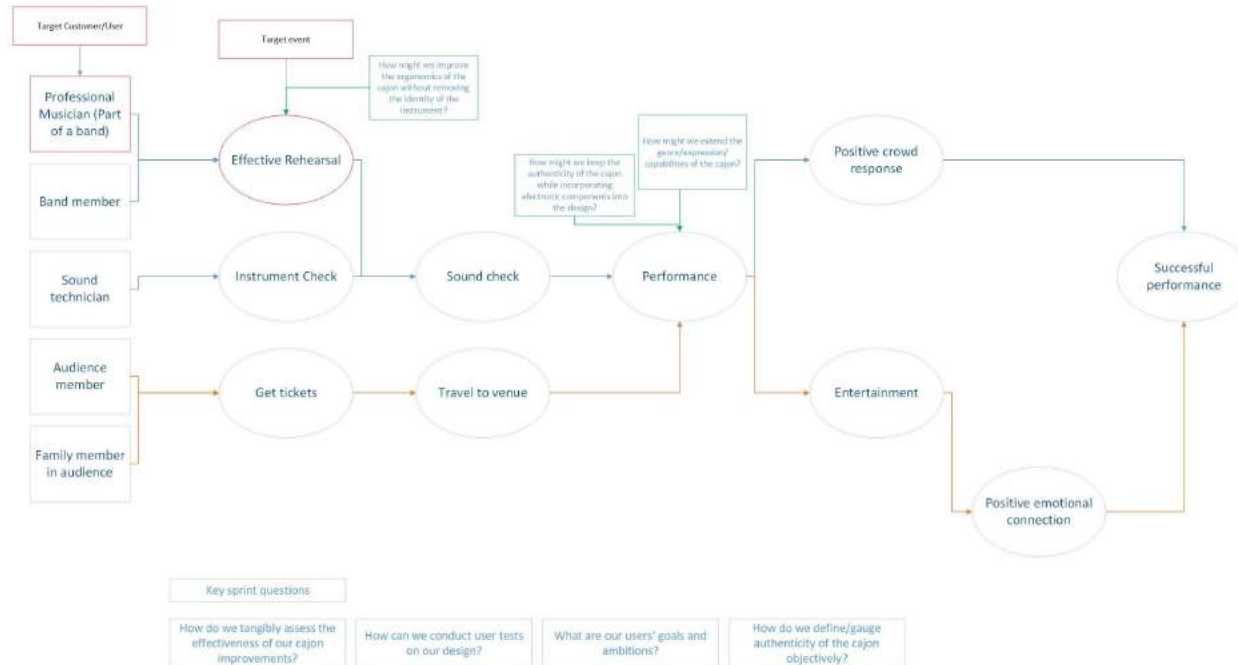 Target Customer/User
Target event
How might we improve
the ergonomics of the
cajon without removing
the identity of the
instrument?
Professional
Musician (Part
of a band)
Effective Rehearsal
How might we extend the
genre/expression/
capabilities of the cajon?
How might we keep the
authenticity of the cajon
while incorporating
electronic components into
the design?
Positive crowd
response
Band member
Sound
technician
Instrument Check
Sound check
Performance
Successful
performance
Audience
member
Get tickets
Travel to venue
Entertainment
Family member
in audience
Positive emotional
connection
Key sprint questions
How do we tangibly assess the
effectiveness of our cajon
improvements?
How can we conduct user tests
on our design?
What are our users' goals and
ambitions?
How do we define/gauge
authenticity of the cajon
objectively?